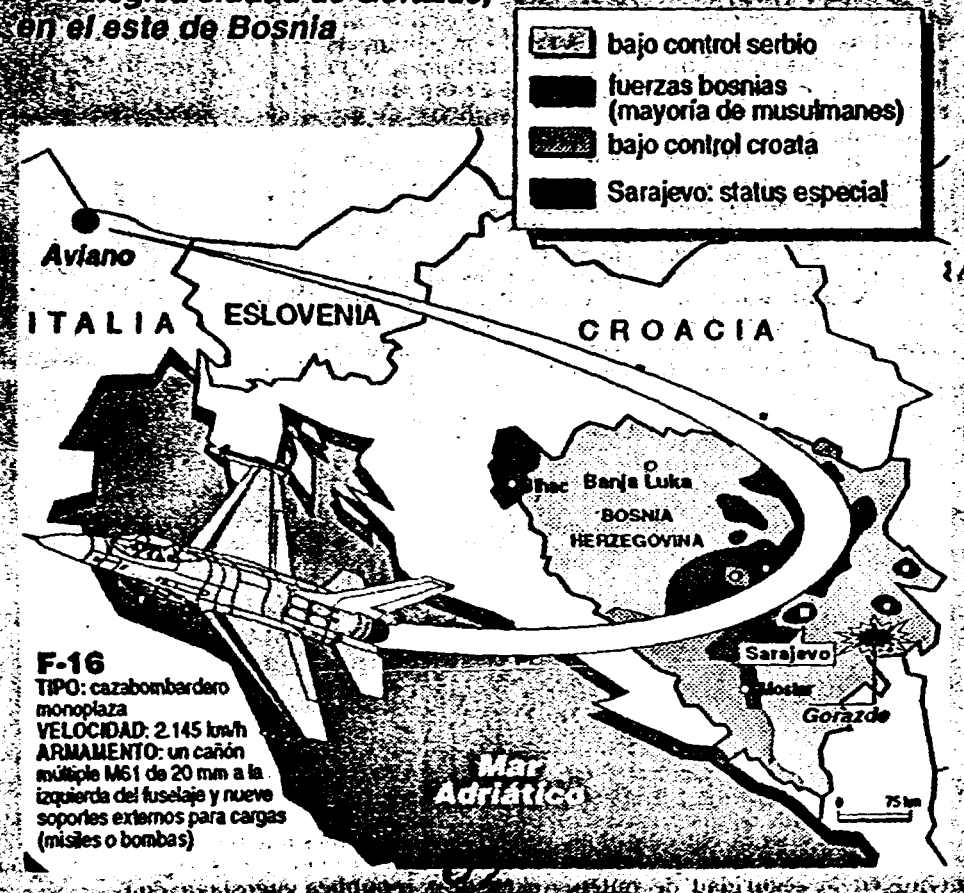 ciudad de Gorazde,
en el este de Bosnia
bajo control serbio
fuerzas bosnias
(mayoría de musulmanes)
bajo control croata
Sarajevo: status especial
Aviano
ITALIA
ESLOVENIA
CROACIA
Bihac
Banja Luka
BOSNIA
HERZEGOVINA
Sarajevo
Mostar
Gorazde
F-16
TIPO: cazabombardero
monoplaza
VELOCIDAD: 2.145 km/h
ARMAMENTO: un cañón
múltiple M61 de 20 mm a la
izquierda del fuselaje y nueve
soportes externos para cargas
(misiles o bombas)
Mar
Adriático
0 75 km